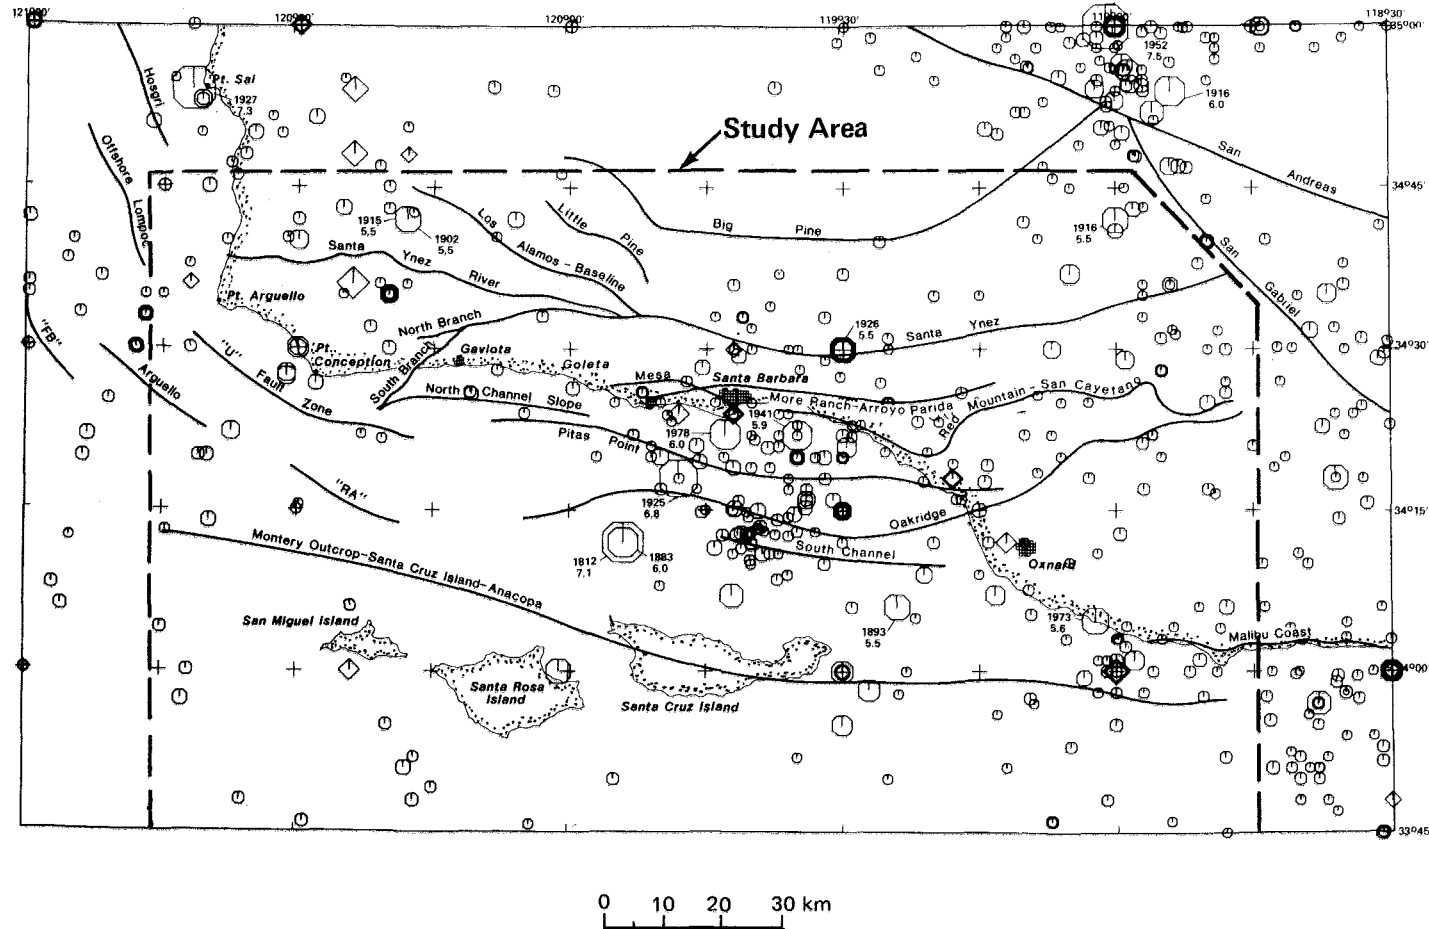 121°00'
120°30'
120°00'
119°30'
119°00'
118°30'
35°00'
1952
7.5
Hosgri
Pt. Sal
1927
7.3
1916
6.0
Study Area
Offshore Lompoc
San Andreas
34°45'
Los Alamos - Baseline
Little Pine
Big Pine
1915
5.5
1902
5.5
1916
5.5
Santa Ynez River
San Gabriel
Pt. Arguello
"FB"
North Branch
1926
5.5
Santa Ynez
34°30'
"U" Fault Zone
Pt. Conception
South Branch
Gaviota
Goleta
Mesa
Santa Barbara
Arguello
North Channel Slope
More Ranch-Arroyo Parida
Red Mountain-San Cayetano
1941
5.9
1978
6.0
Pitas Point
"RA"
1925
6.8
Oakridge
34°15'
South Channel
Montery Outcrop-Santa Cruz Island-Anacopa
1812
7.1
1883
6.0
Oxnard
San Miguel Island
1893
5.5
1973
5.6
Malibu Coast
34°00'
Santa Rosa
Island
Santa Cruz Island
33°45'
0 10 20 30 km